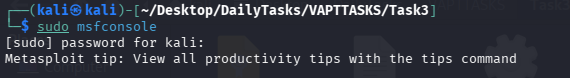 ┌──(kali㉿kali)-[~/Desktop/DailyTasks/VAPTTASKS/Task3]
└─$ sudo msfconsole
[sudo] password for kali:
Metasploit tip: View all productivity tips with the tips command